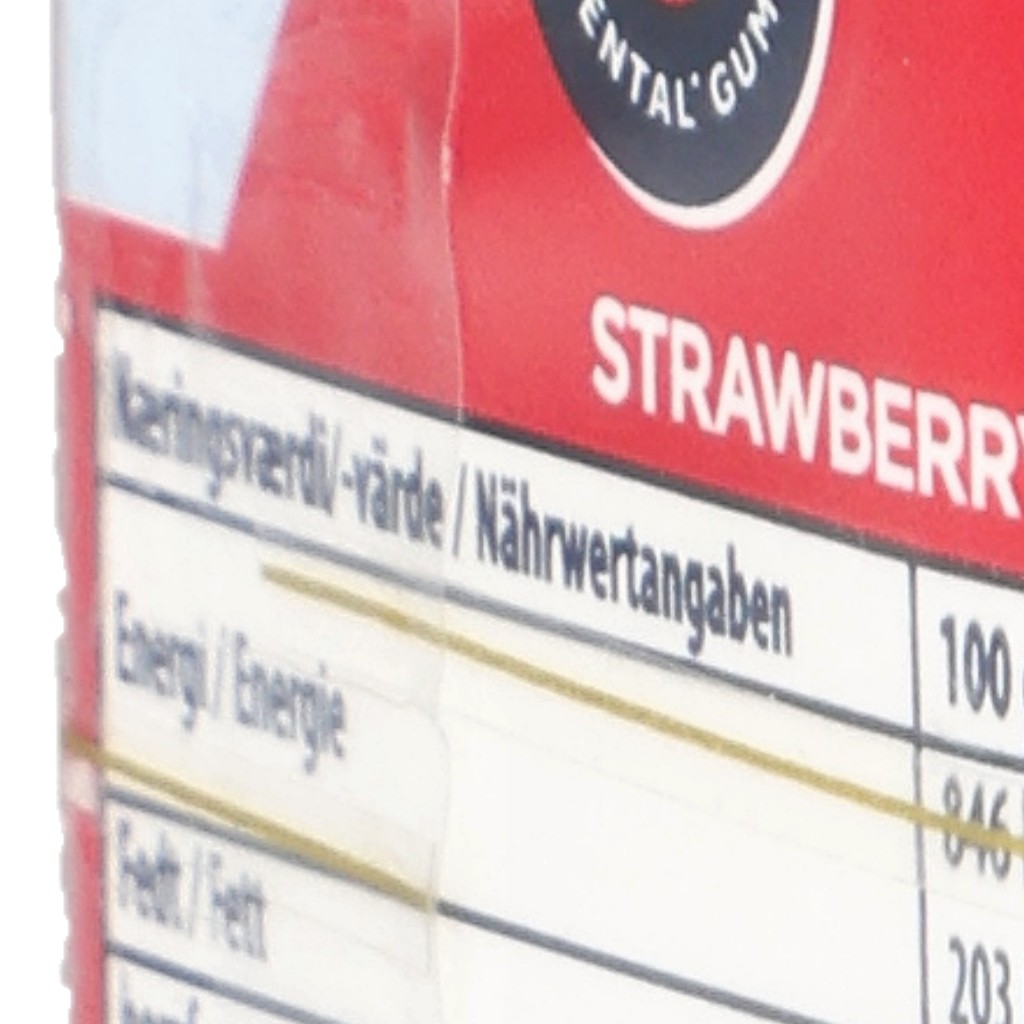 ENTAL* GUM
STRAWBERRY
Næringsværdi/-värde / Nährwertangaben
100
Energi / Energie
846
203
Fedt / Fett